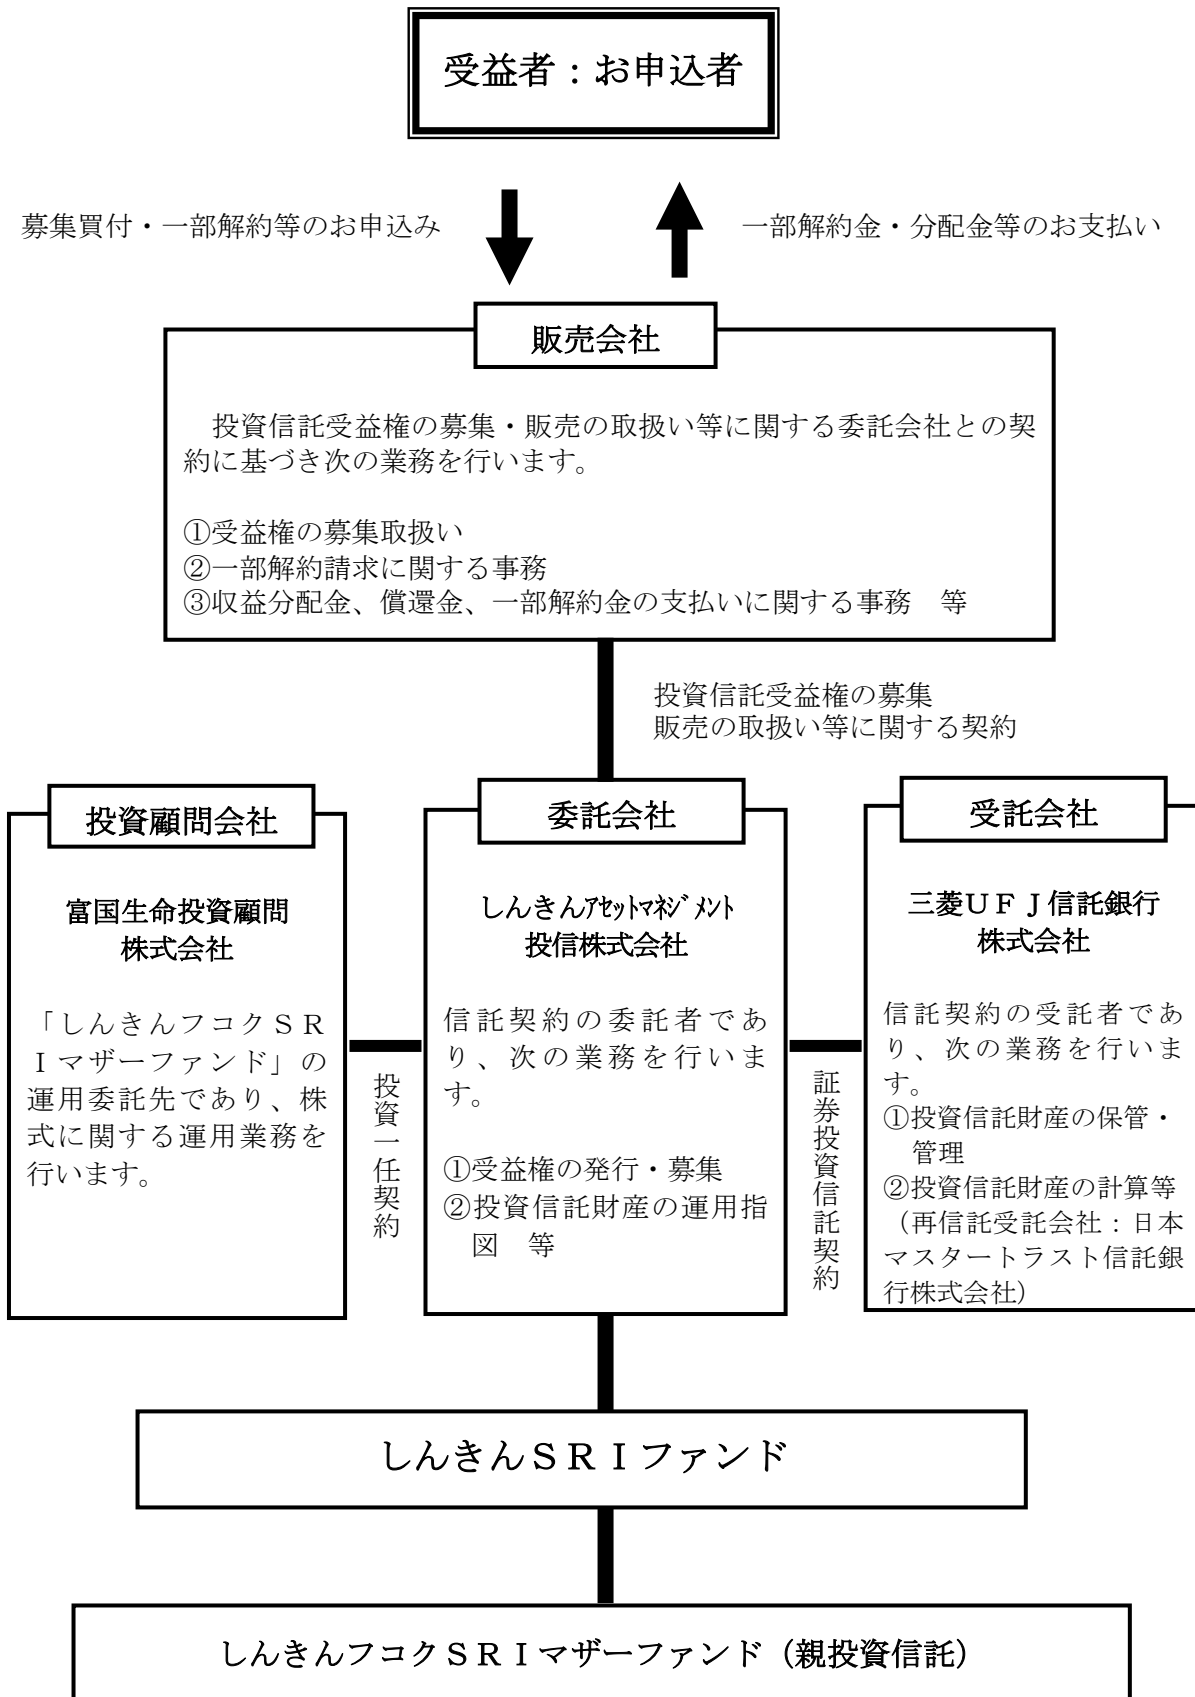 受益者：お申込者
募集買付・一部解約等のお申込み
一部解約金・分配金等のお支払い
販売会社
投資信託受益権の募集・販売の取扱い等に関する委託会社との契
約に基づき次の業務を行います。
①受益権の募集取扱い
②一部解約請求に関する事務
③収益分配金、償還金、一部解約金の支払いに関する事務　等
投資信託受益権の募集
販売の取扱い等に関する契約
投資顧問会社
富国生命投資顧問
株式会社
「しんきんフコクＳＲ
Ｉマザーファンド」の
運用委託先であり、株
式に関する運用業務を
行います。
投資一任契約
委託会社
しんきんｱｾｯﾄﾏﾈｼﾞﾒﾝﾄ
投信株式会社
信託契約の委託者であ
り、次の業務を行いま
す。
①受益権の発行・募集
②投資信託財産の運用指
図　等
証券投資信託契約
受託会社
三菱ＵＦＪ信託銀行
株式会社
信託契約の受託者であ
り、次の業務を行いま
す。
①投資信託財産の保管・
管理
②投資信託財産の計算等
（再信託受託会社：日本
マスタートラスト信託銀
行株式会社）
しんきんＳＲＩファンド
しんきんフコクＳＲＩマザーファンド（親投資信託）